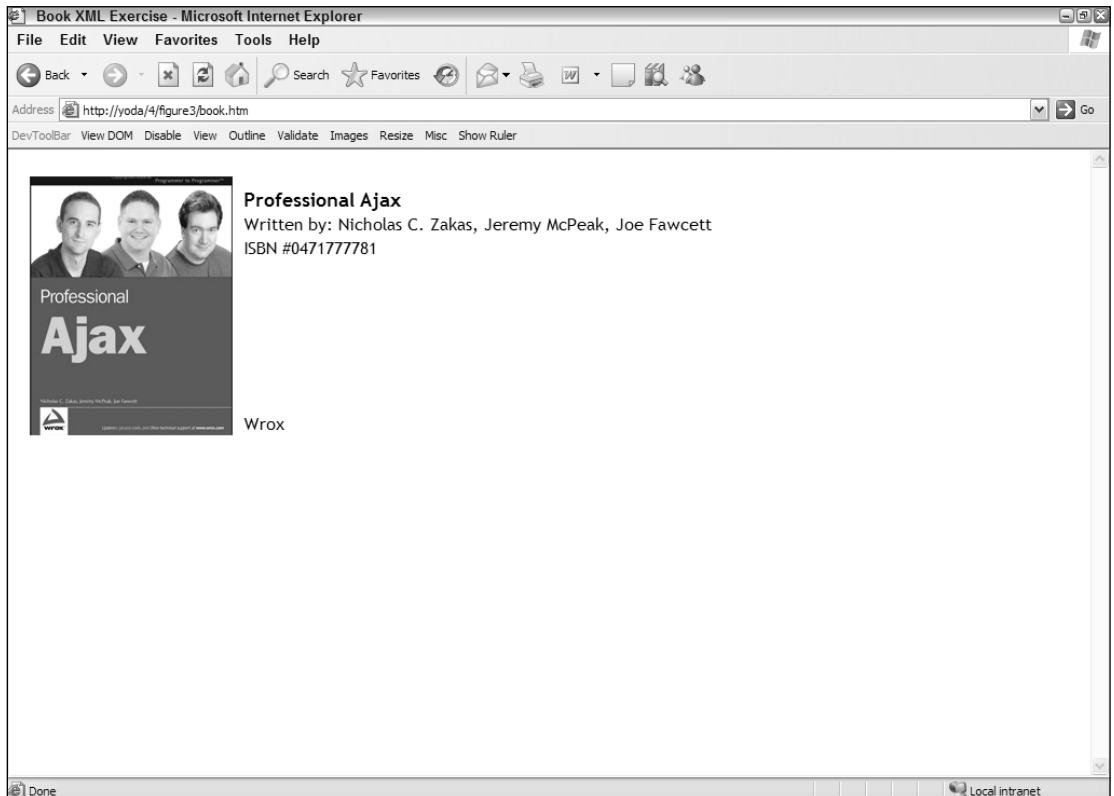 Book XML Exercise - Microsoft Internet Explorer
File Edit View Favorites Tools Help
Back Search Favorites
Address http://yoda/4/figure3/book.htm Go
DevToolBar View DOM Disable View Outline Validate Images Resize Misc Show Ruler
Programmer to Programmer™
Professional
Ajax
Nicholas C. Zakas, Jeremy McPeak, Joe Fawcett
wrox
Professional Ajax
Written by: Nicholas C. Zakas, Jeremy McPeak, Joe Fawcett
ISBN #0471777781
Wrox
Done Local intranet